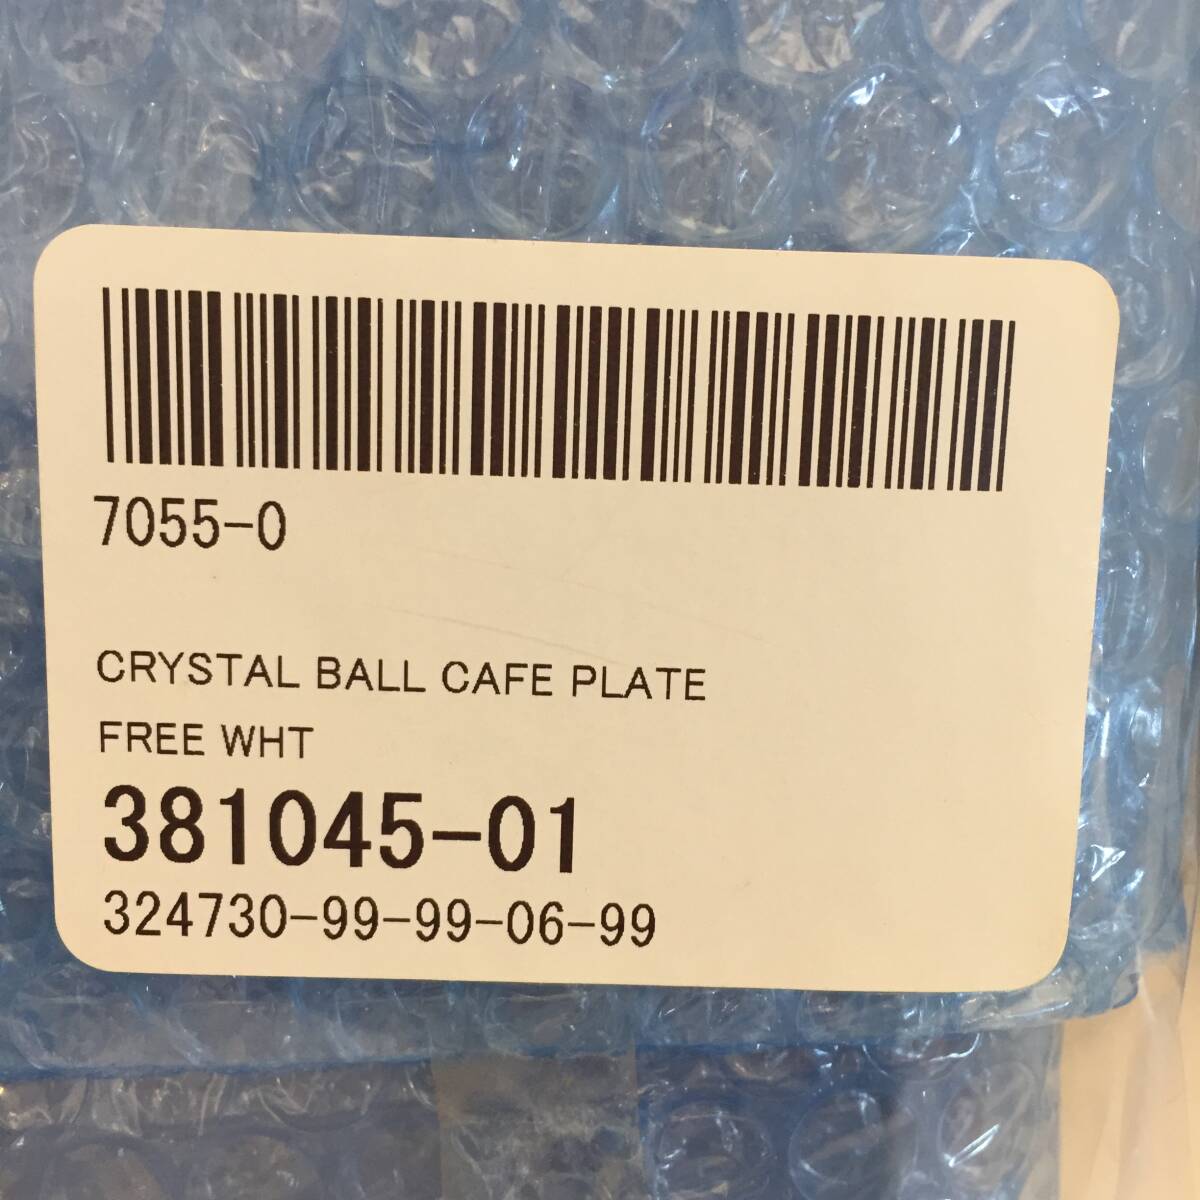 7055-0
CRYSTAL BALL CAFE PLATE
FREE WHT
381045-01
324730-99-99-06-99